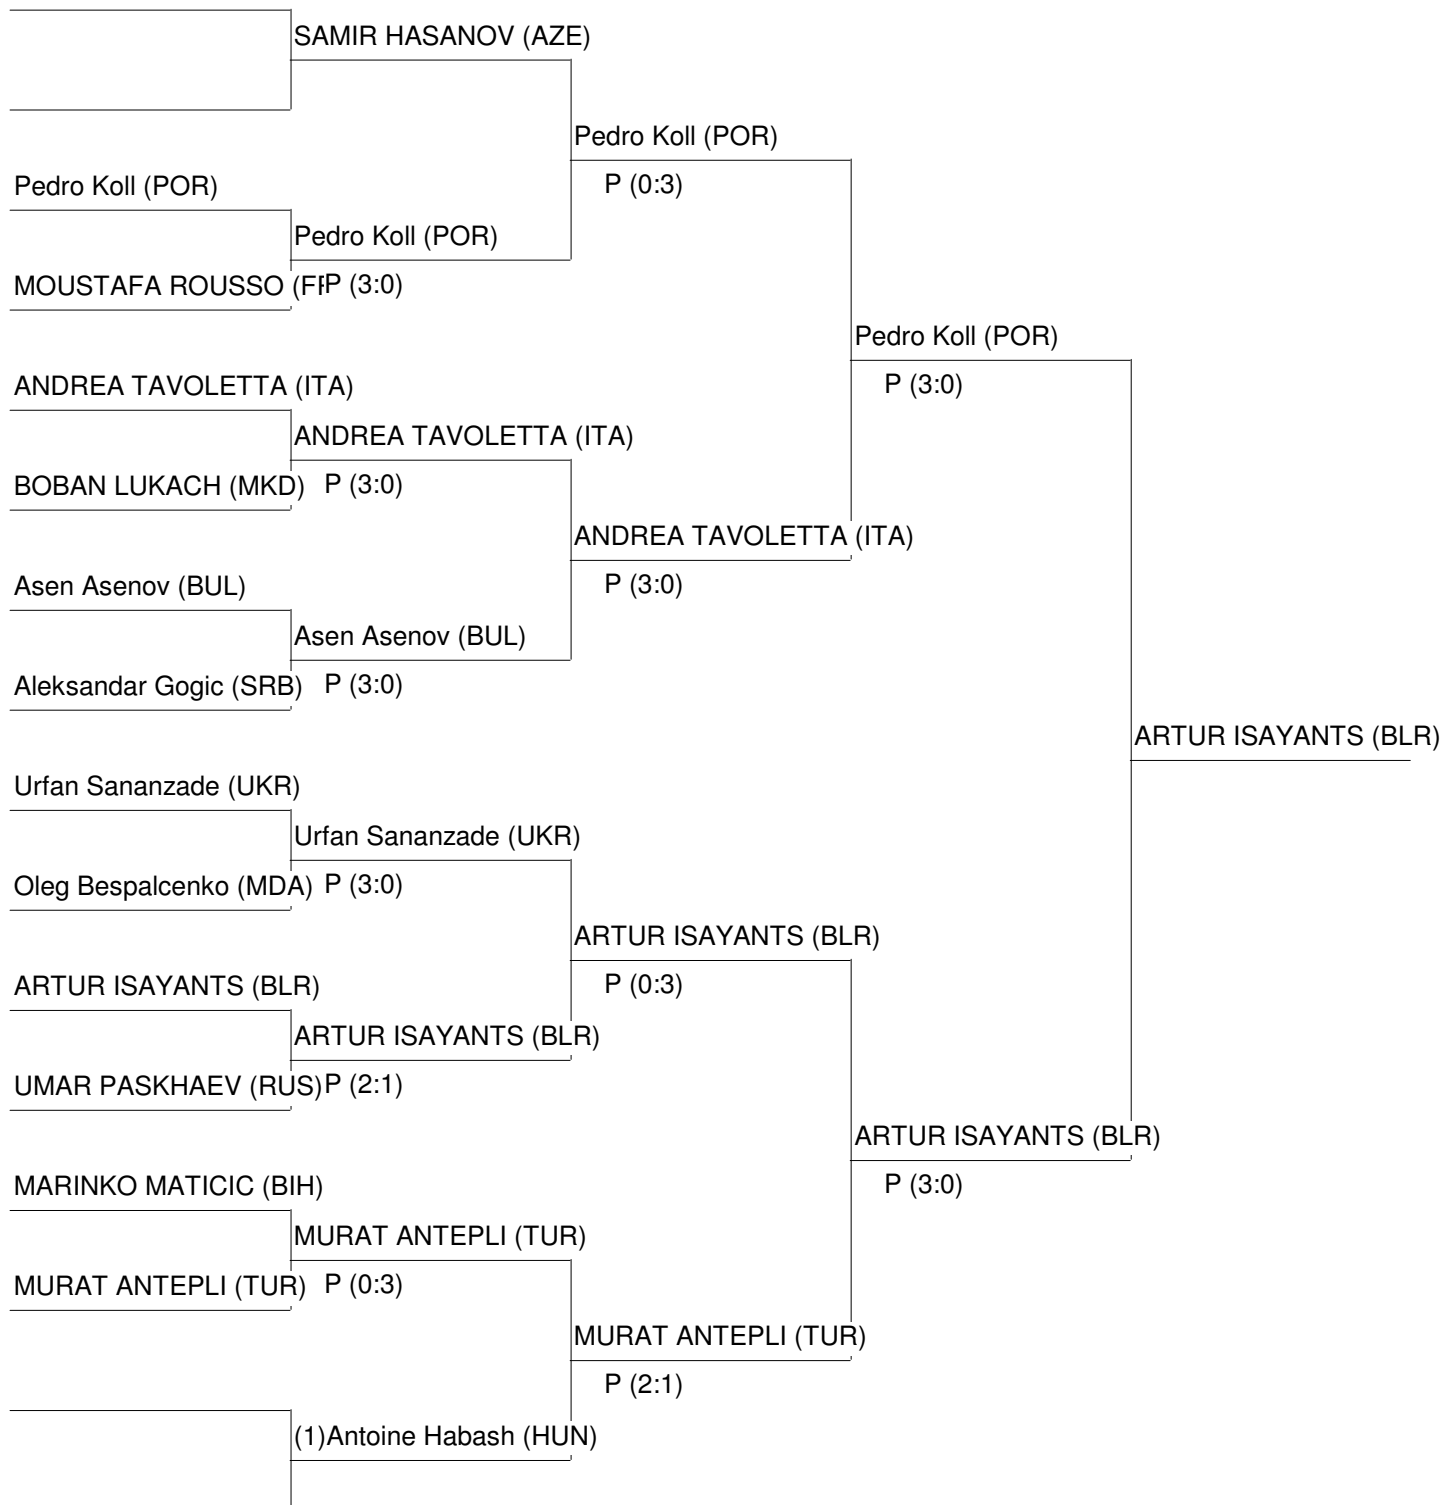 SAMIR HASANOV (AZE)
Pedro Koll (POR)
P (0:3)
Pedro Koll (POR)
Pedro Koll (POR)
MOUSTAFA ROUSSO (FF
P (3:0)
Pedro Koll (POR)
P (3:0)
ANDREA TAVOLETTA (ITA)
ANDREA TAVOLETTA (ITA)
BOBAN LUKACH (MKD)
P (3:0)
ANDREA TAVOLETTA (ITA)
P (3:0)
Asen Asenov (BUL)
Asen Asenov (BUL)
Aleksandar Gogic (SRB)
P (3:0)
ARTUR ISAYANTS (BLR)
Urfan Sananzade (UKR)
Urfan Sananzade (UKR)
Oleg Bespalcenko (MDA)
P (3:0)
ARTUR ISAYANTS (BLR)
P (0:3)
ARTUR ISAYANTS (BLR)
ARTUR ISAYANTS (BLR)
UMAR PASKHAEV (RUS)
P (2:1)
ARTUR ISAYANTS (BLR)
P (3:0)
MARINKO MATICIC (BIH)
MURAT ANTEPLI (TUR)
MURAT ANTEPLI (TUR)
P (0:3)
MURAT ANTEPLI (TUR)
P (2:1)
(1)Antoine Habash (HUN)